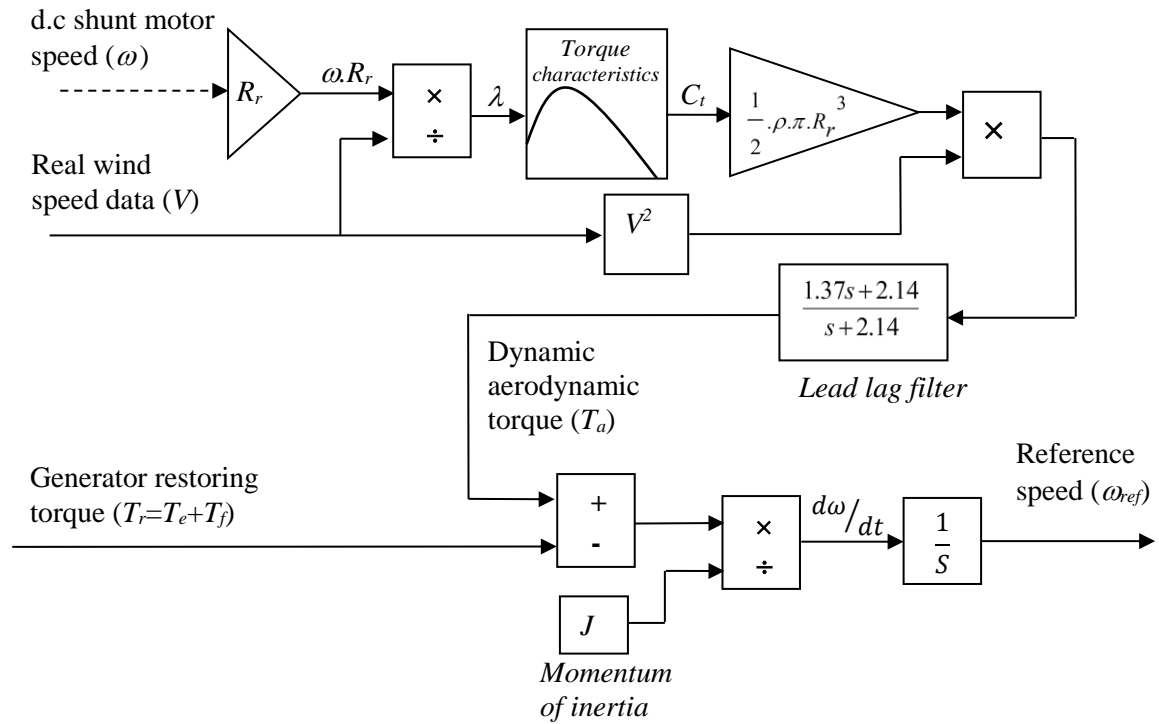 d.c shunt motor
speed (ω)
R_r
ω.R_r
×
÷
λ
Torque
characteristics
C_t
1/2 .ρ.π.R_r^3
×
Real wind
speed data (V)
V^2
1.37s+2.14
s+2.14
Lead lag filter
Dynamic
aerodynamic
torque (T_a)
Generator restoring
torque (T_r=T_e+T_f)
+
-
×
÷
dω/dt
1/S
Reference
speed (ω_ref)
J
Momentum
of inertia